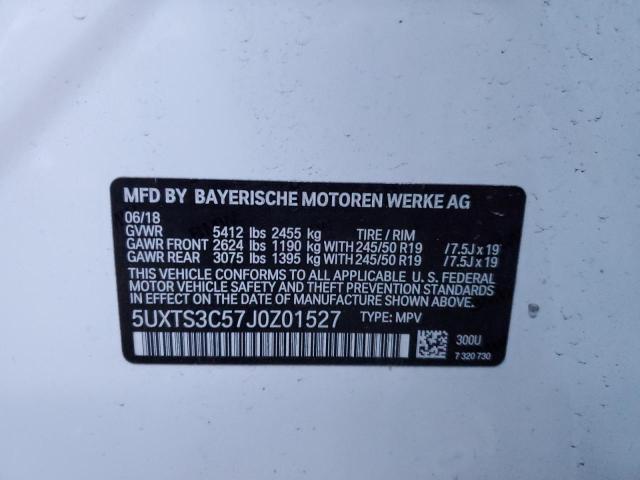 MFD BY BAYERISCHE MOTOREN WERKE AG
06/18
GVWR 5412 lbs 2455 kg TIRE / RIM
GAWR FRONT 2624 lbs 1190 kg WITH 245/50 R19 /7.5J x 19
GAWR REAR 3075 lbs 1395 kg WITH 245/50 R19 /7.5J x 19
THIS VEHICLE CONFORMS TO ALL APPLICABLE U. S. FEDERAL
MOTOR VEHICLE SAFETY STANDARDS IN EFFECT ON THE
DATE OF MANUFACTURE SHOWN ABOVE.
5UXTS3C57J0Z01527 TYPE: MPV
300U
7 320 730